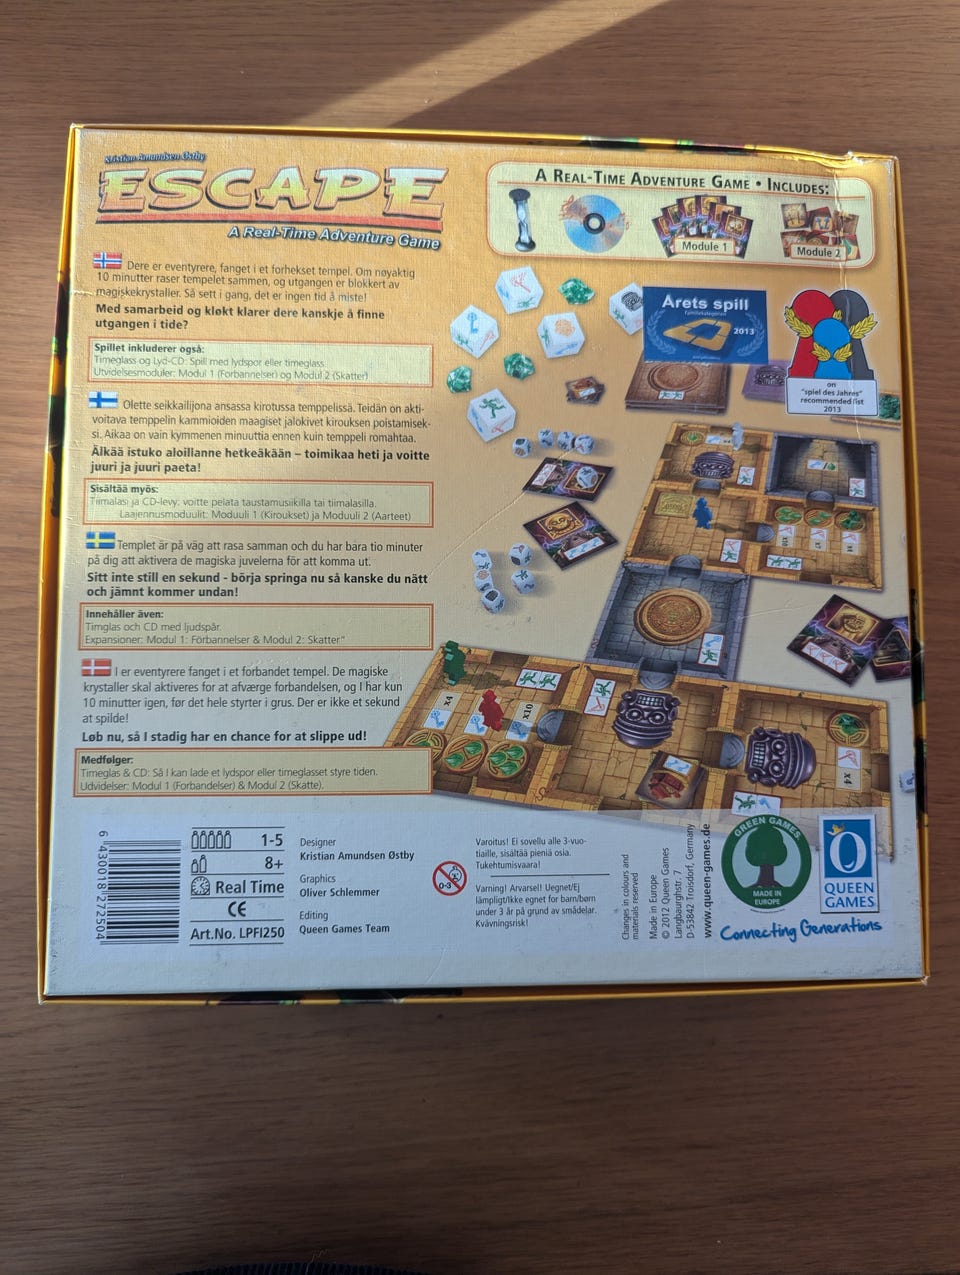 Kristian Amundsen Østby
ESCAPE
A Real-Time Adventure Game
A REAL-TIME ADVENTURE GAME • INCLUDES:
Module 1
Module 2
Dere er eventyrere, fanget i et forhekset tempel. Om nøyaktig
10 minutter raser tempelet sammen, og utgangen er blokkert av
magiskekrystaller. Så sett i gang, det er ingen tid å miste!
Med samarbeid og kløkt klarer dere kanskje å finne
utgangen i tide?
Spillet inkluderer også:
Timeglass og Lyd-CD: Spill med lydspor eller timeglass.
Utvidelsesmoduler: Modul 1 (Forbannelser) og Modul 2 (Skatter)
Olette seikkailijona ansassa kirotussa temppelissä. Teidän on akti-
voitava temppelin kammioiden maagiset jalokivet kirouksen poistamisek-
si. Aikaa on vain kymmenen minuuttia ennen kuin temppeli romahtaa.
Älkää istuko aloillanne hetkeäkään – toimikaa heti ja voitte
juuri ja juuri paeta!
Sisältää myös:
Tiimalasi ja CD-levy: voitte pelata taustamusikilla tai tiimalasilla.
Laajennusmoduulit: Moduuli 1 (Kiroukset) ja Moduuli 2 (Aarteet)
Templet är på väg att rasa samman och du har bara tio minuter
på dig att aktivera de magiska juvelerna för att komma ut.
Sitt inte still en sekund - börja springa nu så kanske du nätt
och jämnt kommer undan!
Innehåller även:
Timglas och CD med ljudspår.
Expansioner: Modul 1: Förbannelser & Modul 2: Skatter"
I er eventyrere fanget i et forbandet tempel. De magiske
krystaller skal aktiveres for at afværge forbandelsen, og I har kun
10 minutter igen, før det hele styrter i grus. Der er ikke et sekund
at spilde!
Løb nu, så I stadig har en chance for at slippe ud!
Medfølger:
Timeglas & CD: Så I kan lade et lydspor eller timeglasset styre tiden.
Udvidelser: Modul 1 (Forbandelser) & Modul 2 (Skatte).
Årets spill
Familiekategorien
2013
on
"spiel des Jahres"
recommended list
2013
x10
x7
x4
x4
x10
x4
6 430018 272504
1-5
8+
Real Time
CE
Art.No. LPFI250
Designer
Kristian Amundsen Østby
Graphics
Oliver Schlemmer
Editing
Queen Games Team
0-3
Varoitus! Ei sovellu alle 3-vuo-
tiaille, sisältää pieniä osia.
Tukehtumisvaara!
Varning! Advarsel! Uegnet/Ej
lämpligt/Ikke egnet for barn/børn
under 3 år på grund av smådelar.
Kvävningsrisk!
Changes in colours and
materials reserved
Made in Europe
© 2012 Queen Games
Langbaurghstr. 7
D-53842 Troisdorf, Germany
www.queen-games.de
GREEN GAMES
MADE IN
EUROPE
QUEEN
GAMES
Connecting Generations